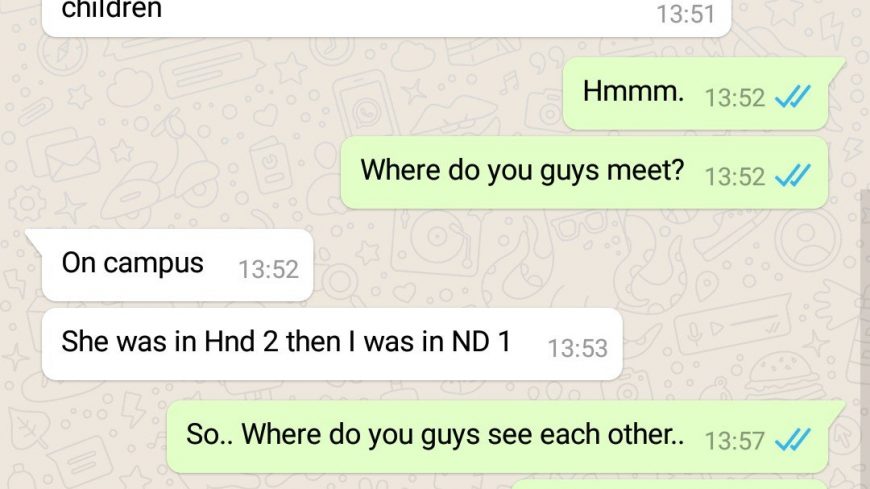 children 13:51
Hmmm. 13:52
Where do you guys meet? 13:52
On campus 13:52
She was in Hnd 2 then I was in ND 1 13:53
So.. Where do you guys see each other.. 13:57